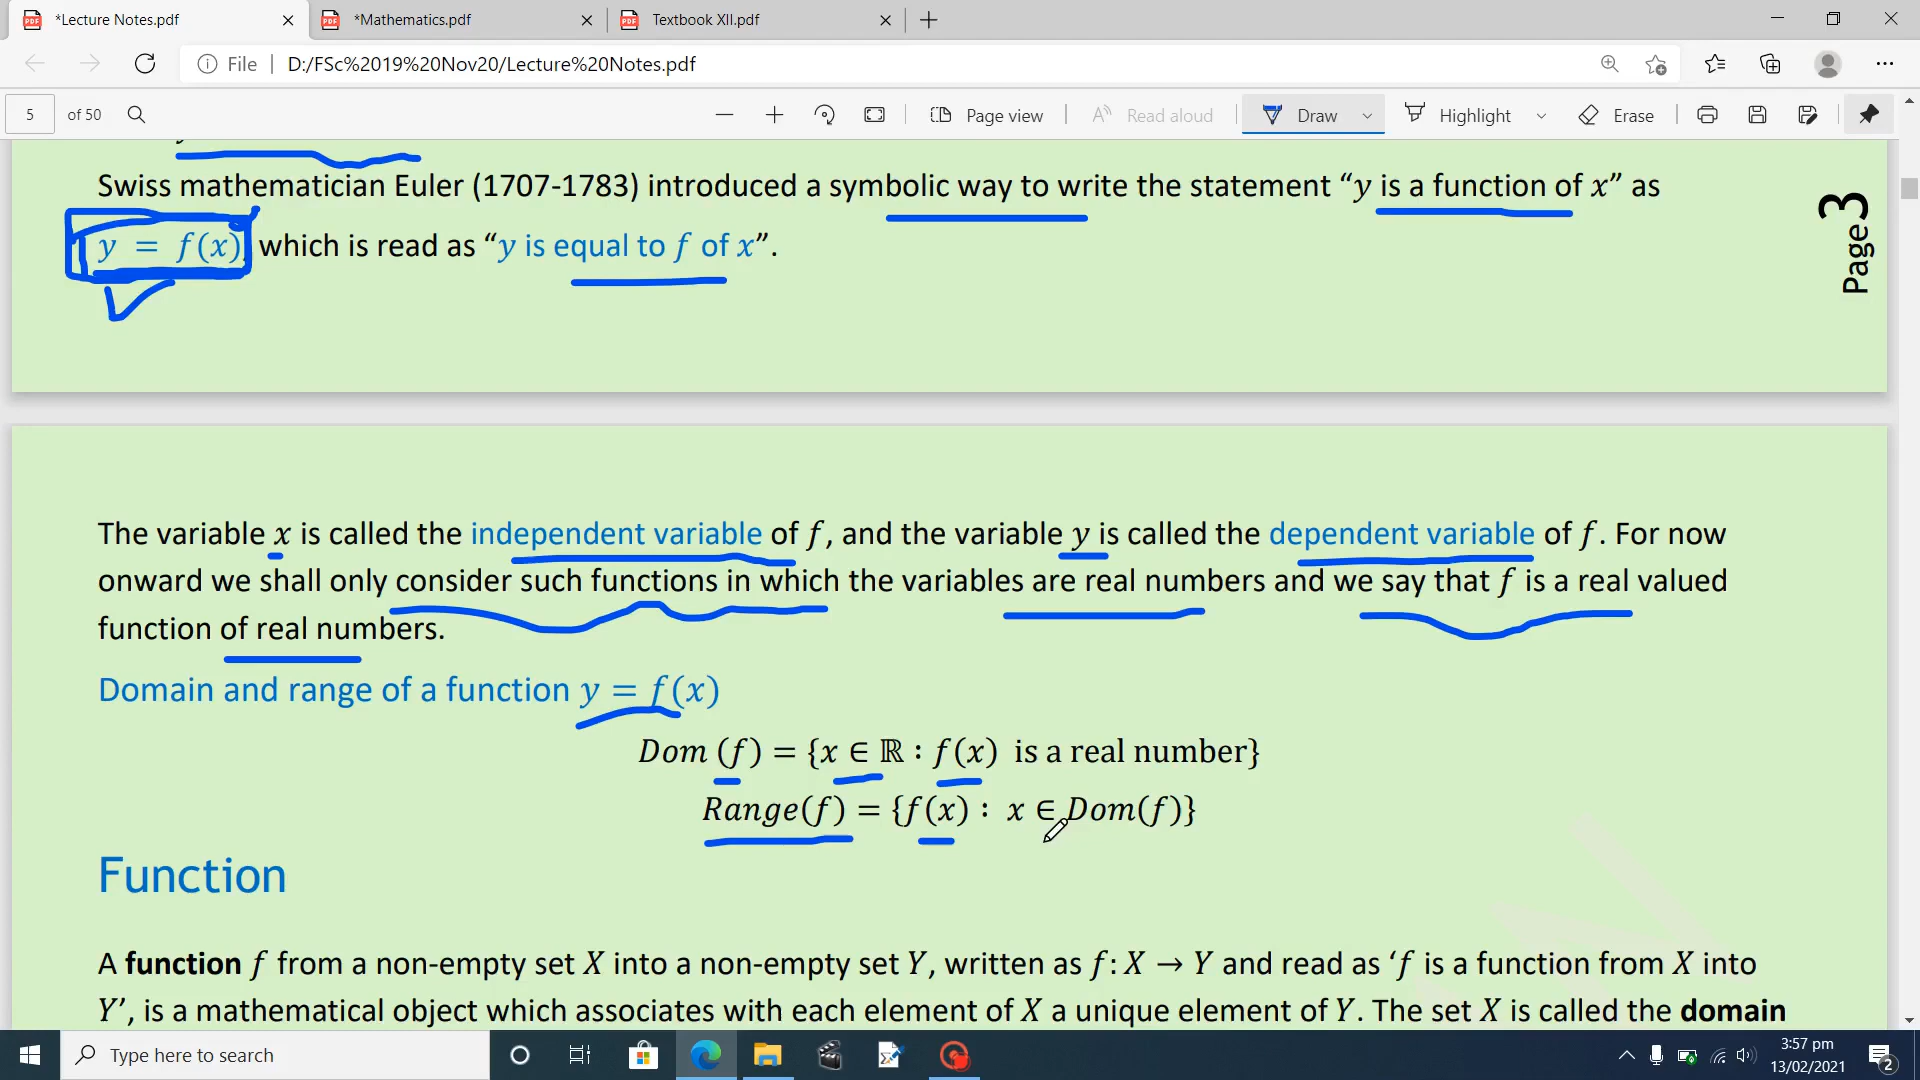 *Lecture Notes.pdf
*Mathematics.pdf
Textbook XII.pdf
File
D:/FSc%2019%20Nov20/Lecture%20Notes.pdf
5 of 50
Page view
Read aloud
Draw
Highlight
Erase
Swiss mathematician Euler (1707-1783) introduced a symbolic way to write the statement “y is a function of x” as
y = f(x) which is read as “y is equal to f of x”.
Page 3
The variable x is called the independent variable of f, and the variable y is called the dependent variable of f. For now
onward we shall only consider such functions in which the variables are real numbers and we say that f is a real valued
function of real numbers.
Domain and range of a function y = f(x)
Dom (f) = {x ∈ ℝ : f(x) is a real number}
Range(f) = {f(x) : x ∈ Dom(f)}
Function
A function f from a non-empty set X into a non-empty set Y, written as f: X → Y and read as ‘f is a function from X into
Y’, is a mathematical object which associates with each element of X a unique element of Y. The set X is called the domain
Type here to search
3:57 pm
13/02/2021
2